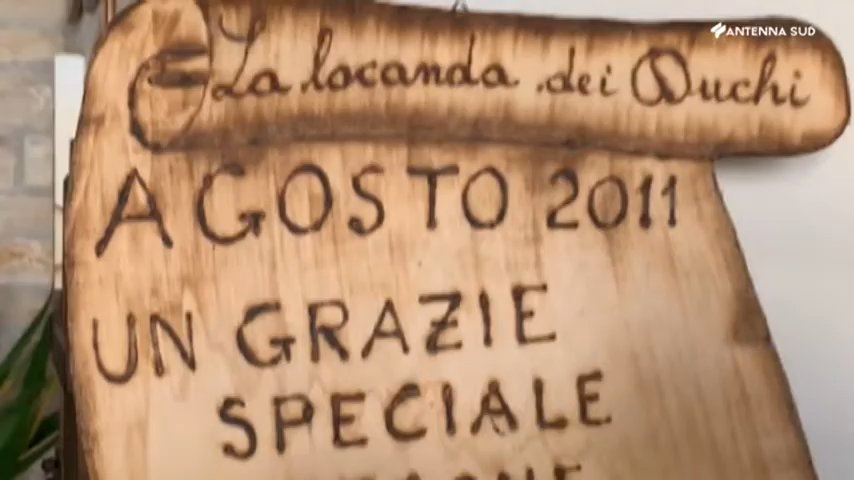 ANTENNA SUD
La locanda dei Duchi
AGOSTO 2011
UN GRAZIE
SPECIALE